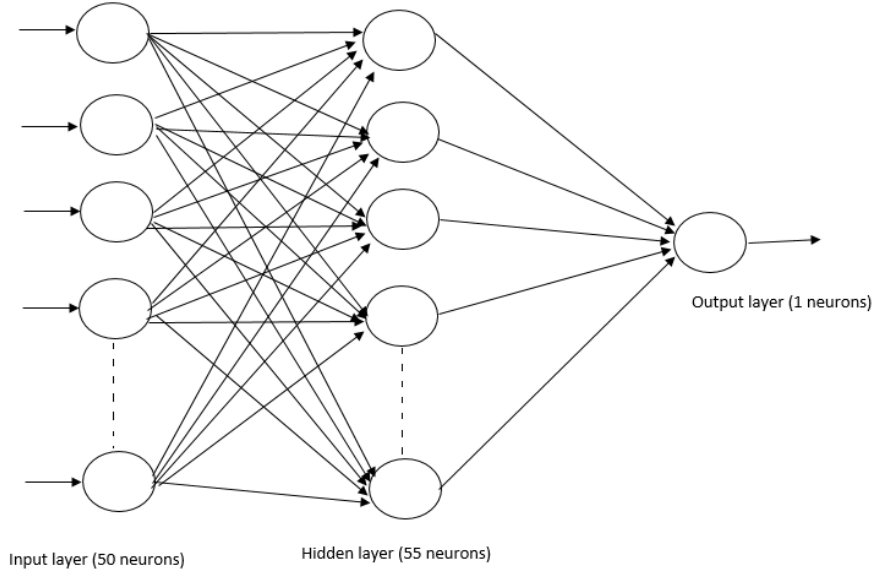 Output layer (1 neurons)
Hidden layer (55 neurons)
Input layer (50 neurons)